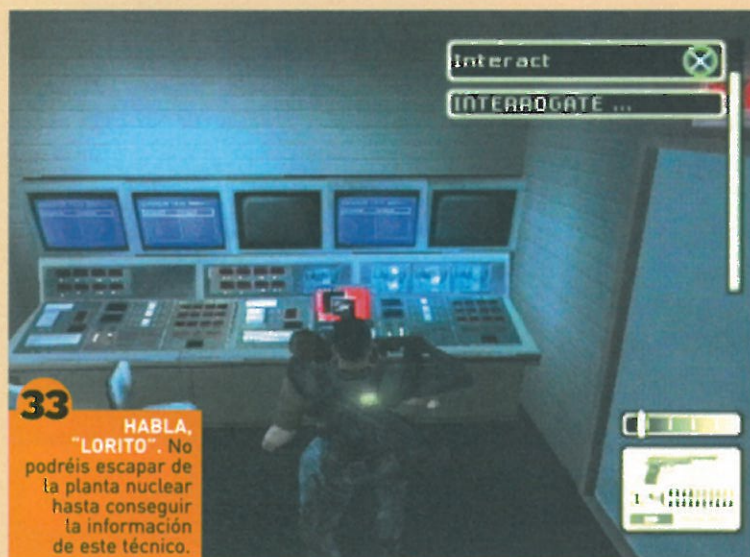 Interact
INTERROGATE ...
33
HABLA,
"LORITO". No
podréis escapar de
la planta nuclear
hasta conseguir
la información
de este técnico.
1